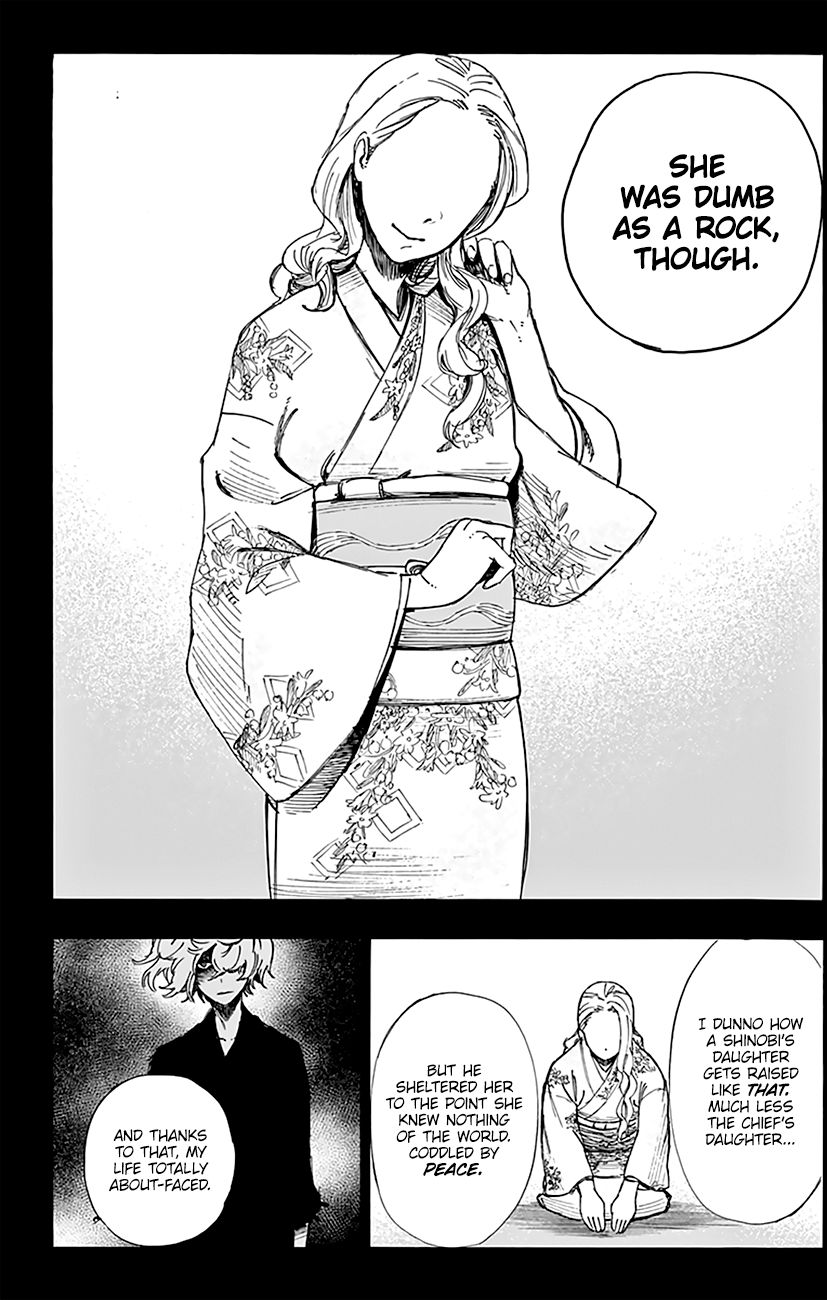 SHE
WAS DUMB
AS A ROCK,
THOUGH.
I DUNNO HOW
A SHINOBI'S
DAUGHTER
GETS RAISED
LIKE THAT.
MUCH LESS
THE CHIEF'S
DAUGHTER...
BUT HE
SHELTERED HER
TO THE POINT SHE
KNEW NOTHING
OF THE WORLD.
CODDLED BY
PEACE.
AND THANKS
TO THAT, MY
LIFE TOTALLY
ABOUT-FACED.